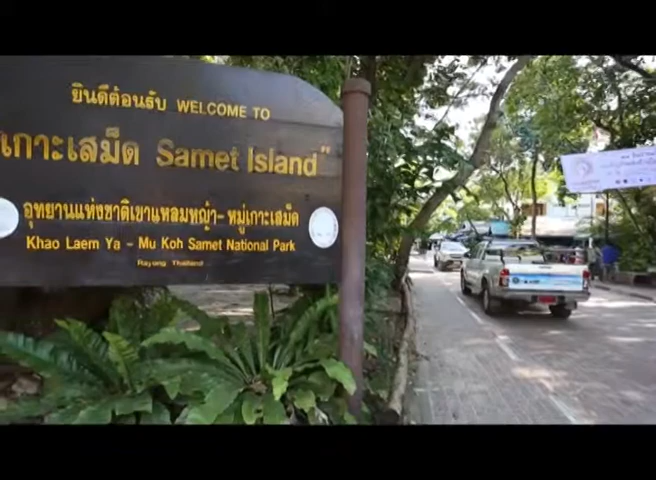 ยินดีต้อนรับ WELCOME TO
เกาะเสม็ด Samet Island"
อุทยานแห่งชาติเขาแหลมหญ้า-หมู่เกาะเสม็ด
Khao Laem Ya - Mu Koh Samet National Park
Rayong Thailand